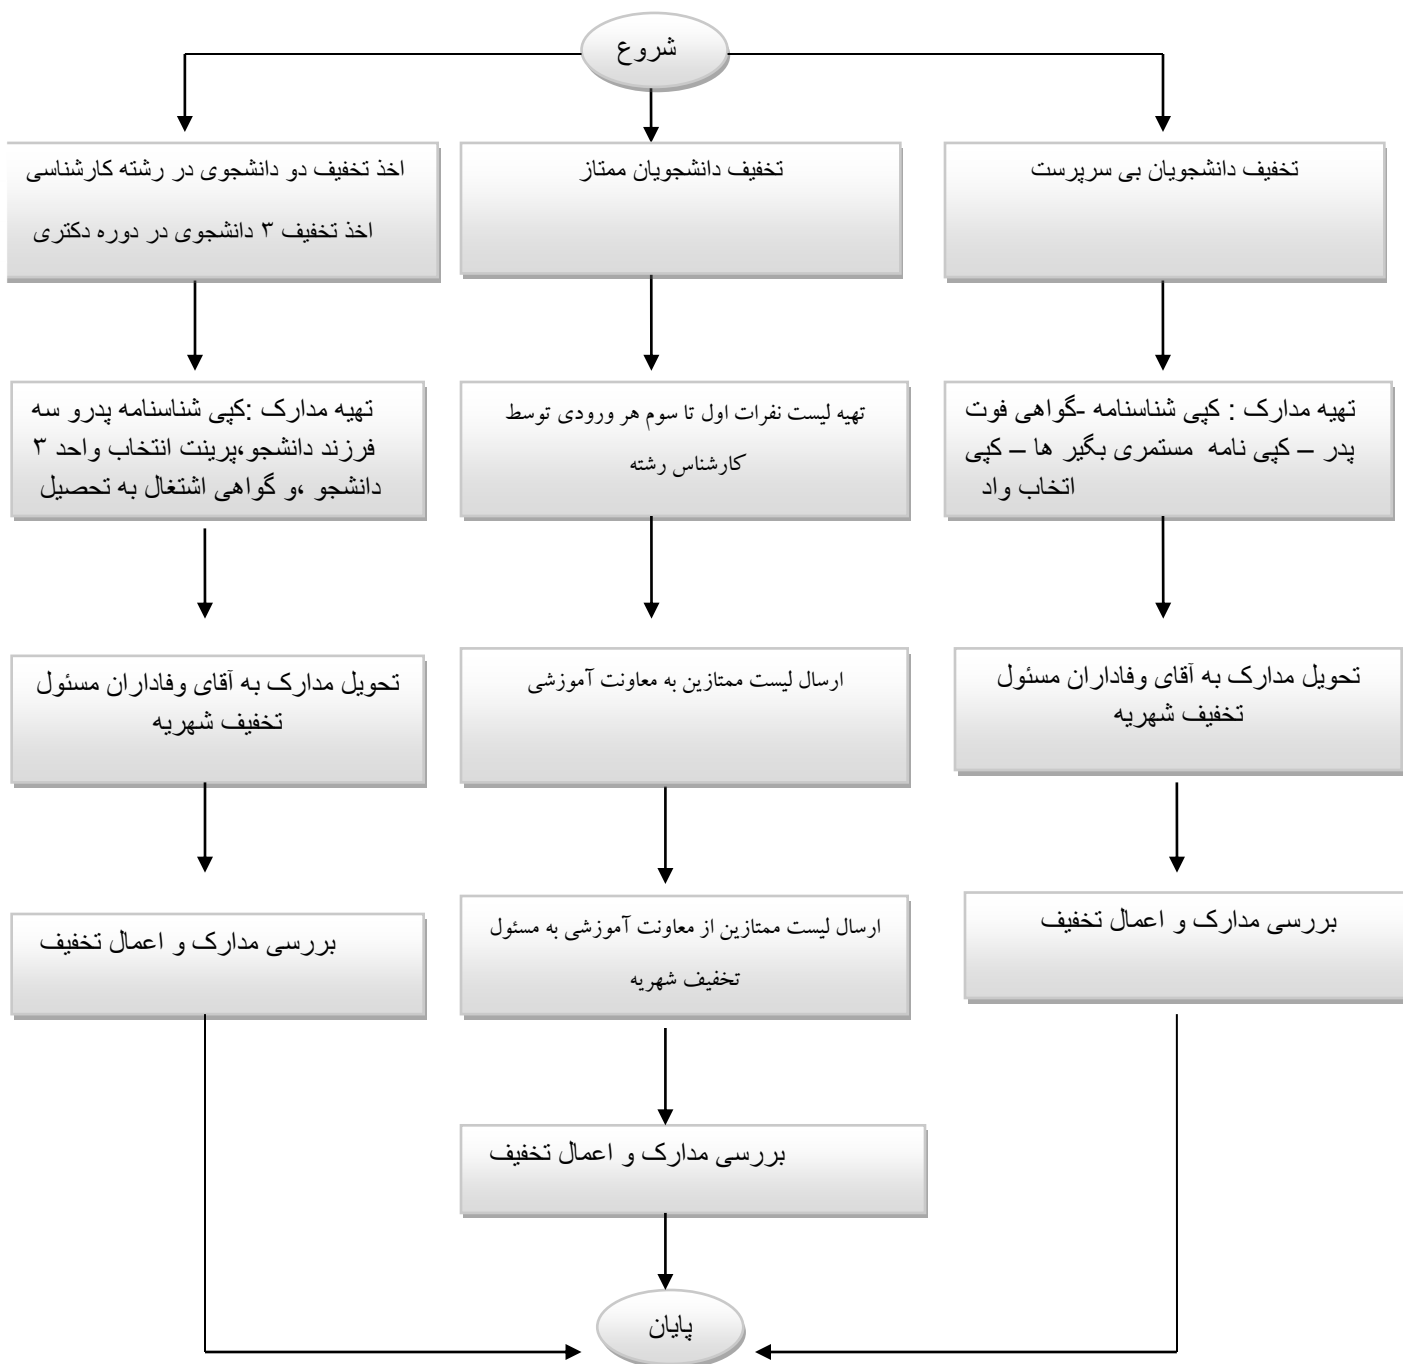 شروع
تخفیف دانشجویان بی سرپرست
تهیه مدارک : کپی شناسنامه -گواهی فوت
پدر – کپی نامه مستمری بگیر ها – کپی
اتخاب واد
تحویل مدارک به آقای وفاداران مسئول
تخفیف شهریه
بررسی مدارک و اعمال تخفیف
تخفیف دانشجویان ممتاز
تهیه لیست نفرات اول تا سوم هر ورودی توسط
کارشناس رشته
ارسال لیست ممتازین به معاونت آموزشی
ارسال لیست ممتازین از معاونت آموزشی به مسئول
تخفیف شهریه
بررسی مدارک و اعمال تخفیف
اخذ تخفیف دو دانشجوی در رشته کارشناسی
اخذ تخفیف ۳ دانشجوی در دوره دکتری
تهیه مدارک :کپی شناسنامه پدرو سه
فرزند دانشجو،پرینت انتخاب واحد ۳
دانشجو ،و گواهی اشتغال به تحصیل
تحویل مدارک به آقای وفاداران مسئول
تخفیف شهریه
بررسی مدارک و اعمال تخفیف
پایان